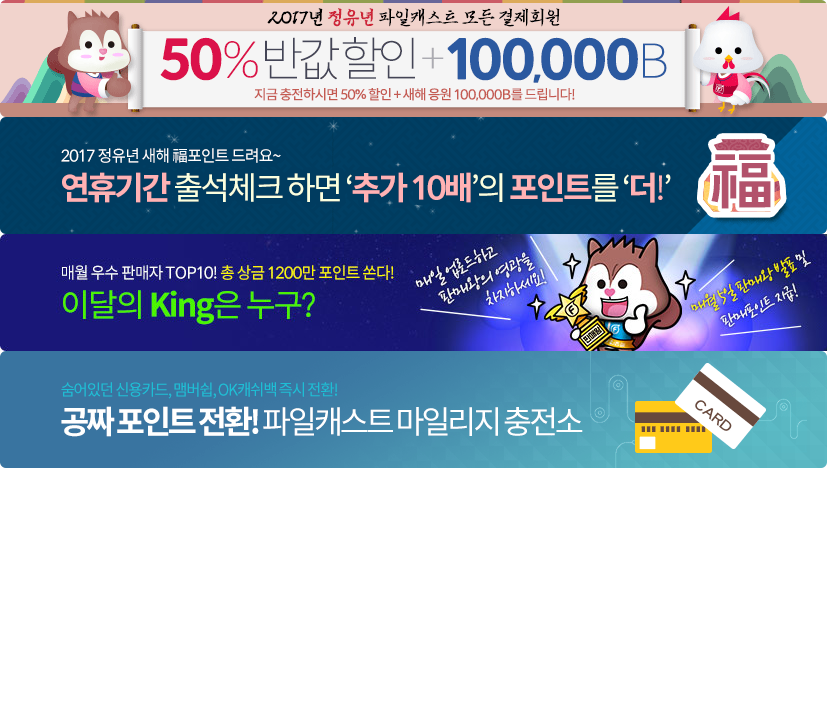 2017년 정유년 파일캐스트 모든 결제회원
50% 반값 할인 + 100,000B
지금 충전하시면 50% 할인 + 새해 응원 100,000B를 드립니다!
2017 정유년 새해 福포인트 드려요~
연휴기간 출석체크 하면 ‘추가 10배’의 포인트를 ‘더!’
福
매월 우수 판매자 TOP10! 총 상금 1200만 포인트 쏜다!
이달의 King은 누구?
매일 업로드하고
판매왕의 영광을
차지하세요!
매월 5일 판매왕 발표 및
판매포인트 지급!
숨어있던 신용카드, 맴버쉽, OK캐쉬백 즉시 전환!
공짜 포인트 전환! 파일캐스트 마일리지 충전소
CARD